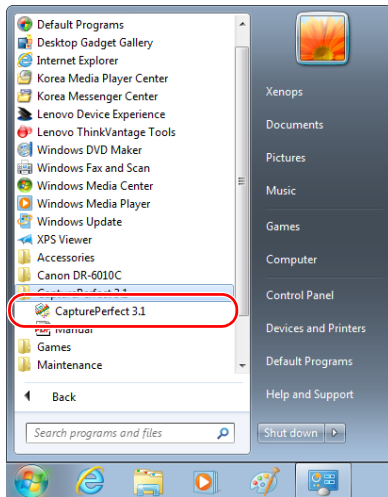 Default Programs
Desktop Gadget Gallery
Internet Explorer
Korea Media Player Center
Korea Messenger Center
Lenovo Device Experience
Lenovo ThinkVantage Tools
Windows DVD Maker
Windows Fax and Scan
Windows Media Center
Windows Media Player
Windows Update
XPS Viewer
Accessories
Canon DR-6010C
CapturePerfect 3.1
CapturePerfect 3.1
Manual
Games
Maintenance
Back
Search programs and files
Xenops
Documents
Pictures
Music
Games
Computer
Control Panel
Devices and Printers
Default Programs
Help and Support
Shut down